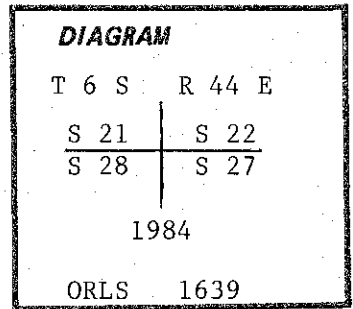 DIAGRAM
T 6 S R 44 E
S 21 S 22
S 28 S 27
1984
ORLS 1639